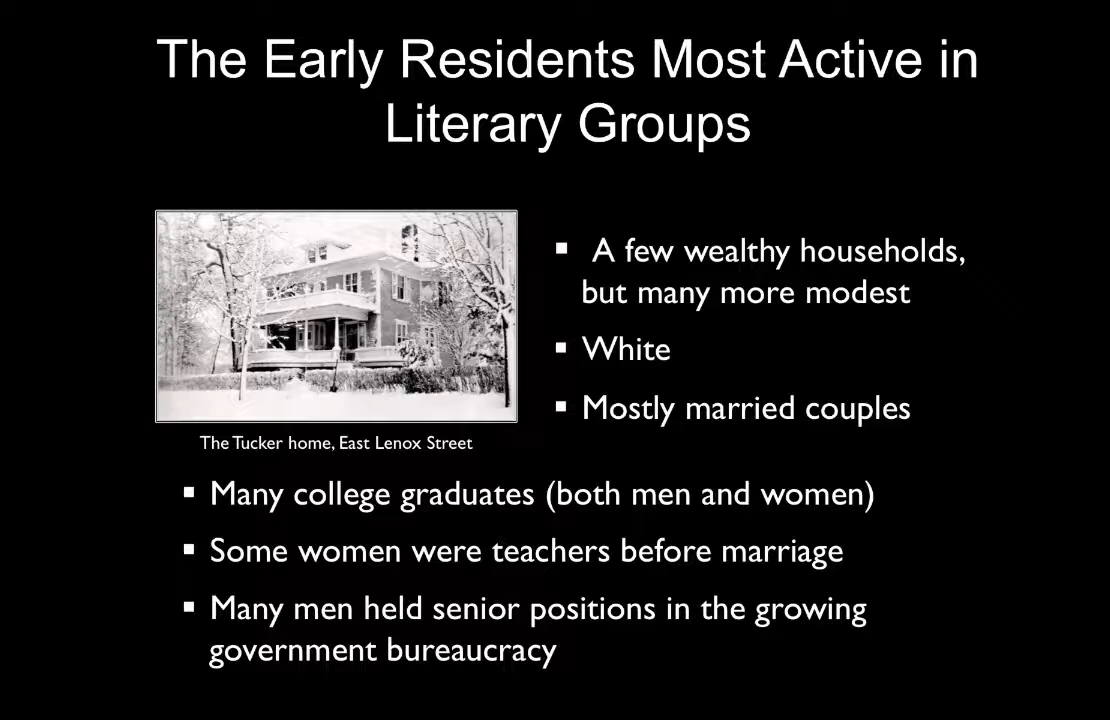 The Early Residents Most Active in
Literary Groups
▪ A few wealthy households,
but many more modest
▪ White
▪ Mostly married couples
The Tucker home, East Lenox Street
▪ Many college graduates (both men and women)
▪ Some women were teachers before marriage
▪ Many men held senior positions in the growing
government bureaucracy